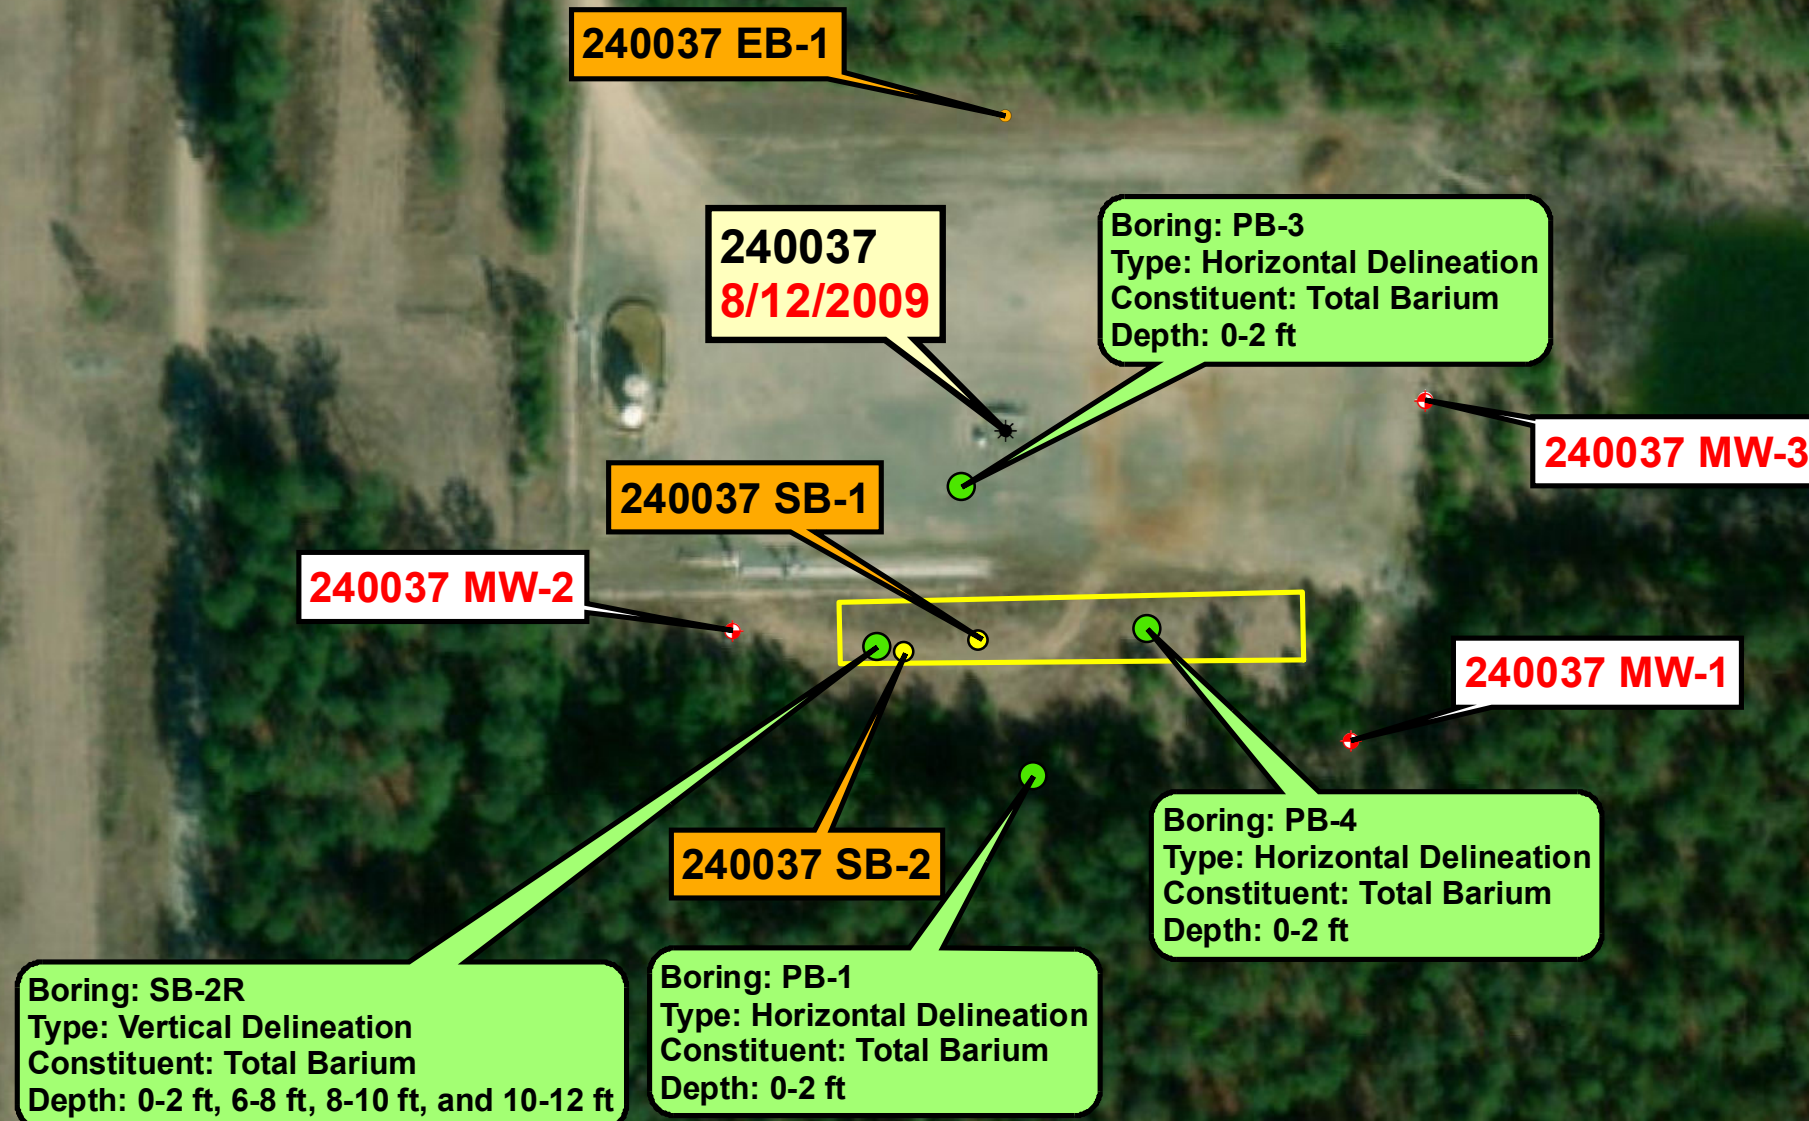 240037 EB-1
240037
8/12/2009
Boring: PB-3
Type: Horizontal Delineation
Constituent: Total Barium
Depth: 0-2 ft
240037 MW-3
240037 SB-1
240037 MW-2
240037 MW-1
240037 SB-2
Boring: PB-4
Type: Horizontal Delineation
Constituent: Total Barium
Depth: 0-2 ft
Boring: SB-2R
Type: Vertical Delineation
Constituent: Total Barium
Depth: 0-2 ft, 6-8 ft, 8-10 ft, and 10-12 ft
Boring: PB-1
Type: Horizontal Delineation
Constituent: Total Barium
Depth: 0-2 ft